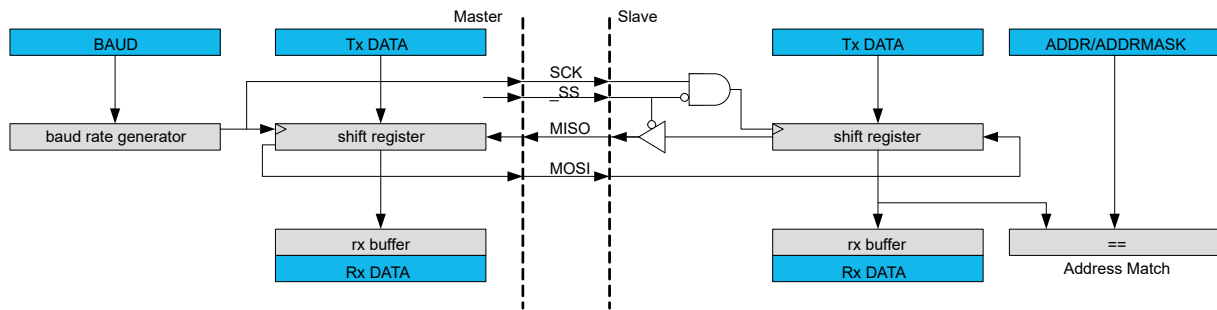 Master
Slave
BAUD
Tx DATA
Tx DATA
ADDR/ADDRMASK
SCK
_SS
baud rate generator
shift register
MISO
shift register
MOSI
rx buffer
rx buffer
==
Rx DATA
Rx DATA
Address Match